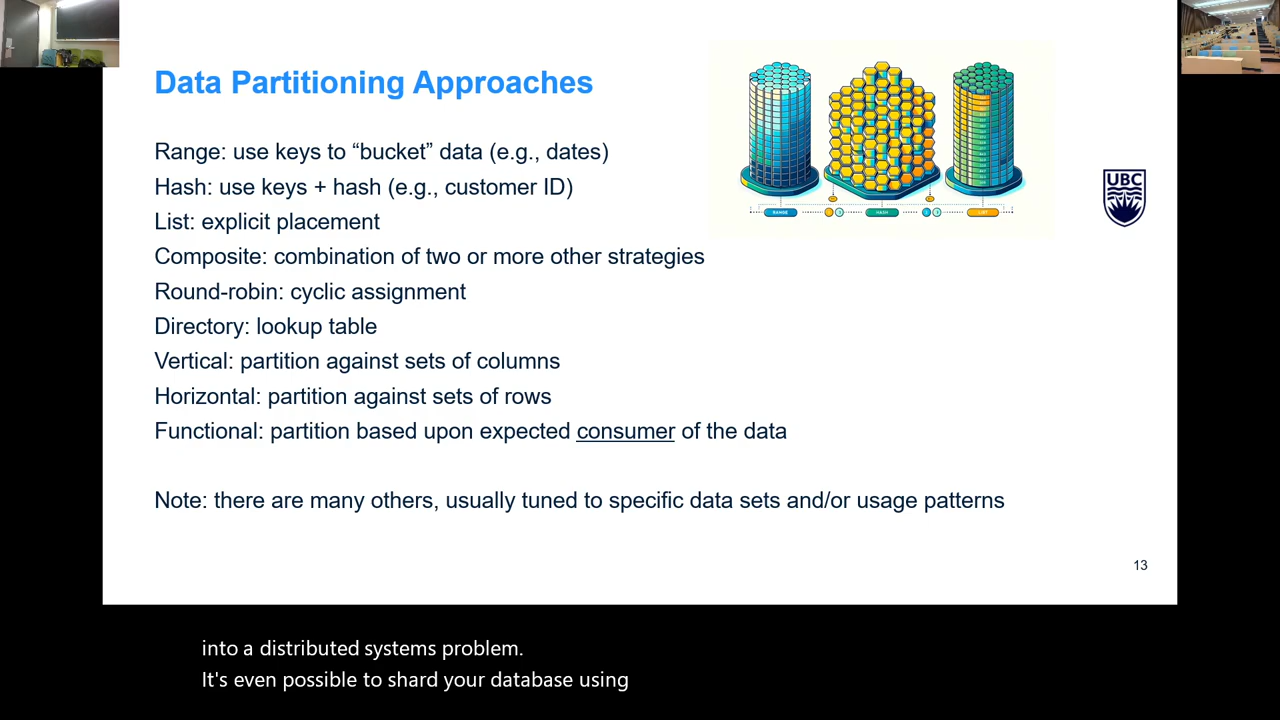 Data Partitioning Approaches
Range: use keys to “bucket” data (e.g., dates)
Hash: use keys + hash (e.g., customer ID)
List: explicit placement
Composite: combination of two or more other strategies
Round-robin: cyclic assignment
Directory: lookup table
Vertical: partition against sets of columns
Horizontal: partition against sets of rows
Functional: partition based upon expected consumer of the data
Note: there are many others, usually tuned to specific data sets and/or usage patterns
RANGE HASH LIST
UBC
13
into a distributed systems problem.
It's even possible to shard your database using